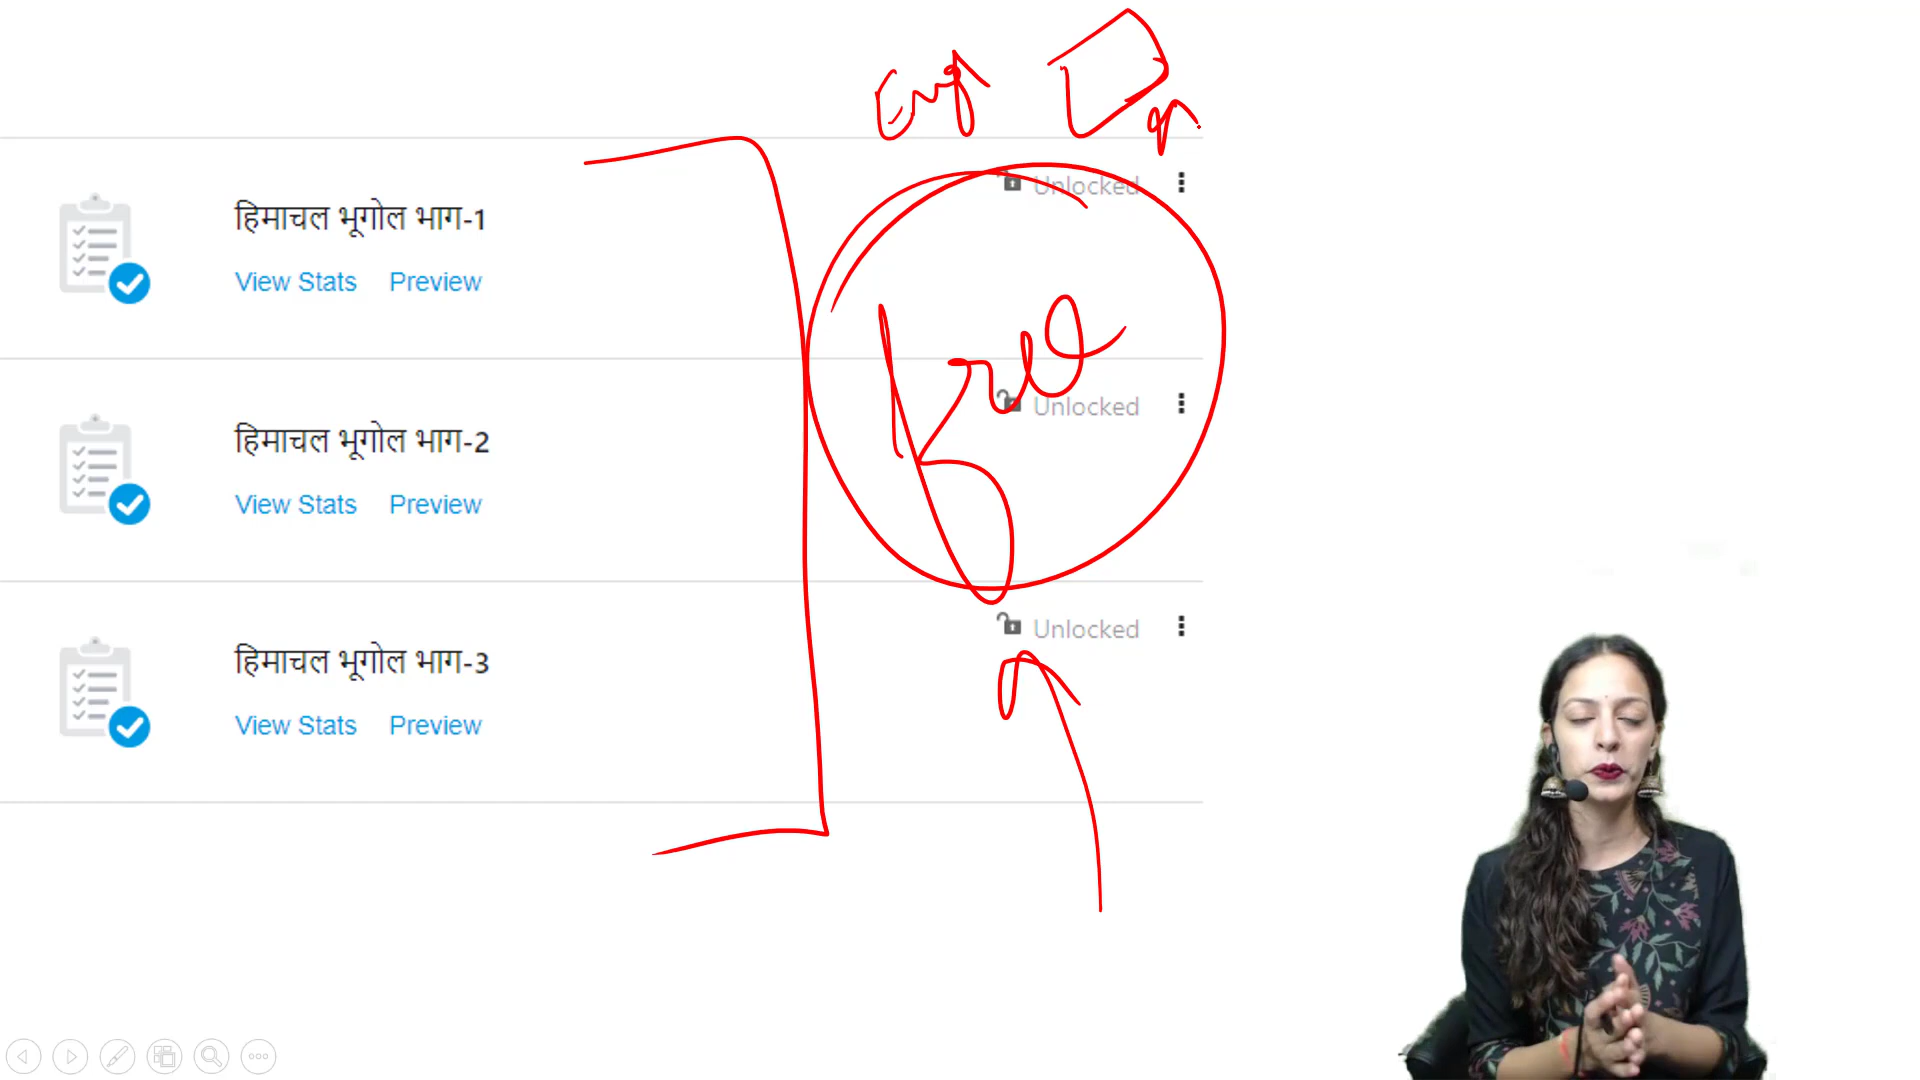 Eng
Unlocked
हिमाचल भूगोल भाग-1
View Stats Preview
free
Unlocked
हिमाचल भूगोल भाग-2
View Stats Preview
Unlocked
हिमाचल भूगोल भाग-3
View Stats Preview